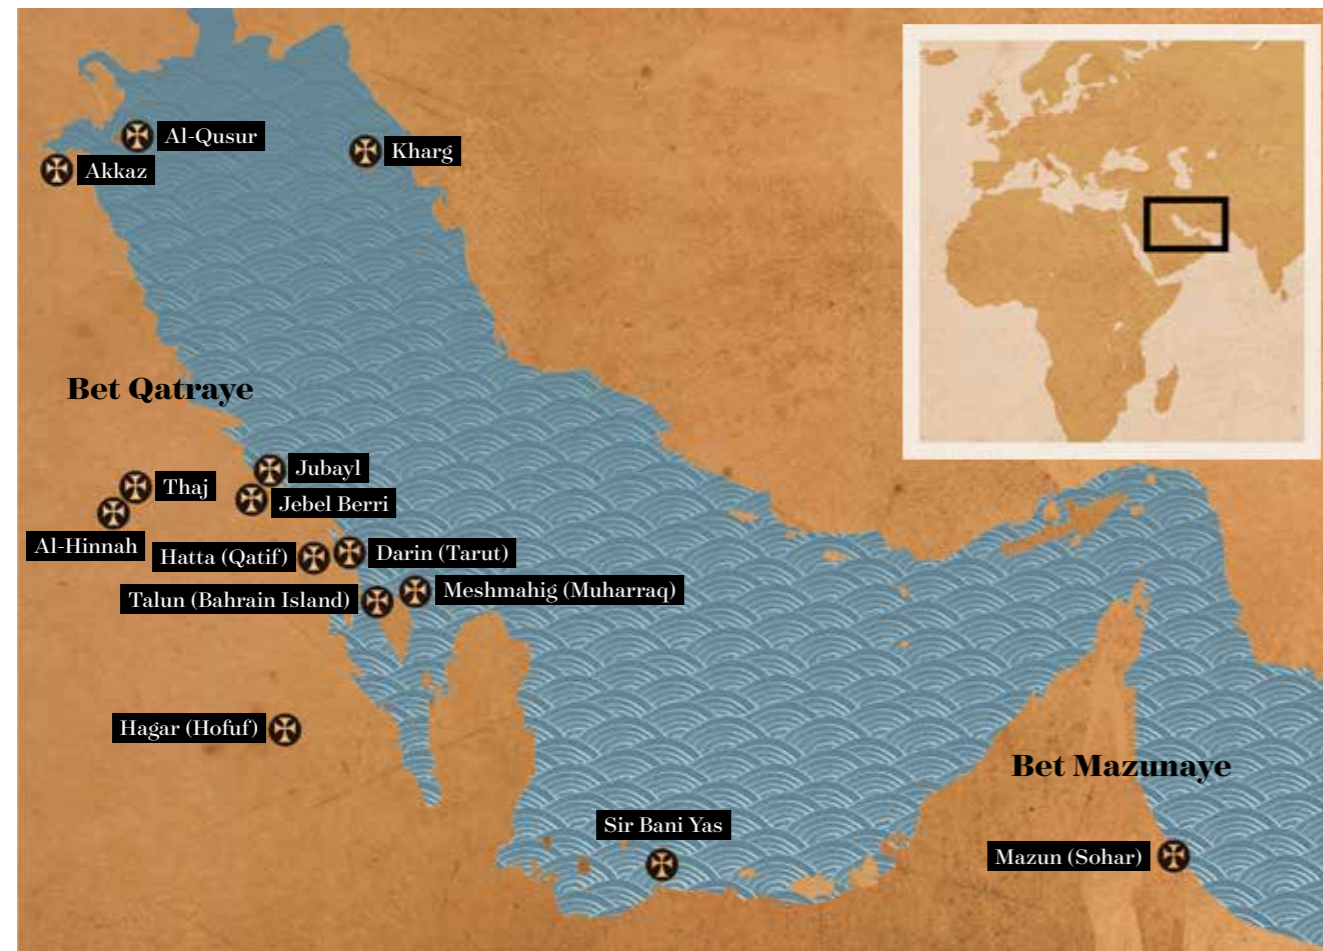 Al-Qusur
Kharg
Akkaz
Bet Qatraye
Jubayl
Thaj
Jebel Berri
Al-Hinnah
Hatta (Qatif)
Darin (Tarut)
Talun (Bahrain Island)
Meshmahig (Muharraq)
Hagar (Hofuf)
Bet Mazunaye
Sir Bani Yas
Mazun (Sohar)